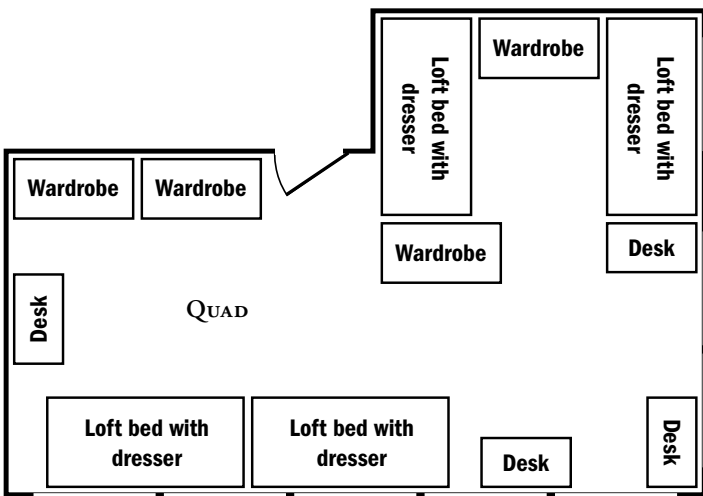 Wardrobe
Loft bed with
dresser
Loft bed with
dresser
Wardrobe
Wardrobe
Wardrobe
Desk
Desk
QUAD
Loft bed with
dresser
Loft bed with
dresser
Desk
Desk